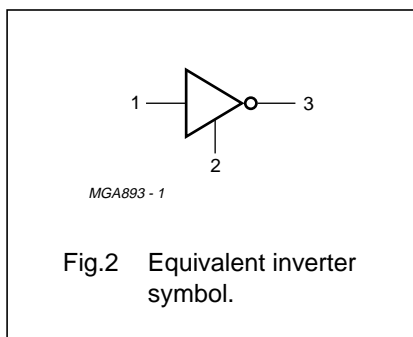 1
3
2
MGA893 - 1
Fig.2 Equivalent inverter
symbol.